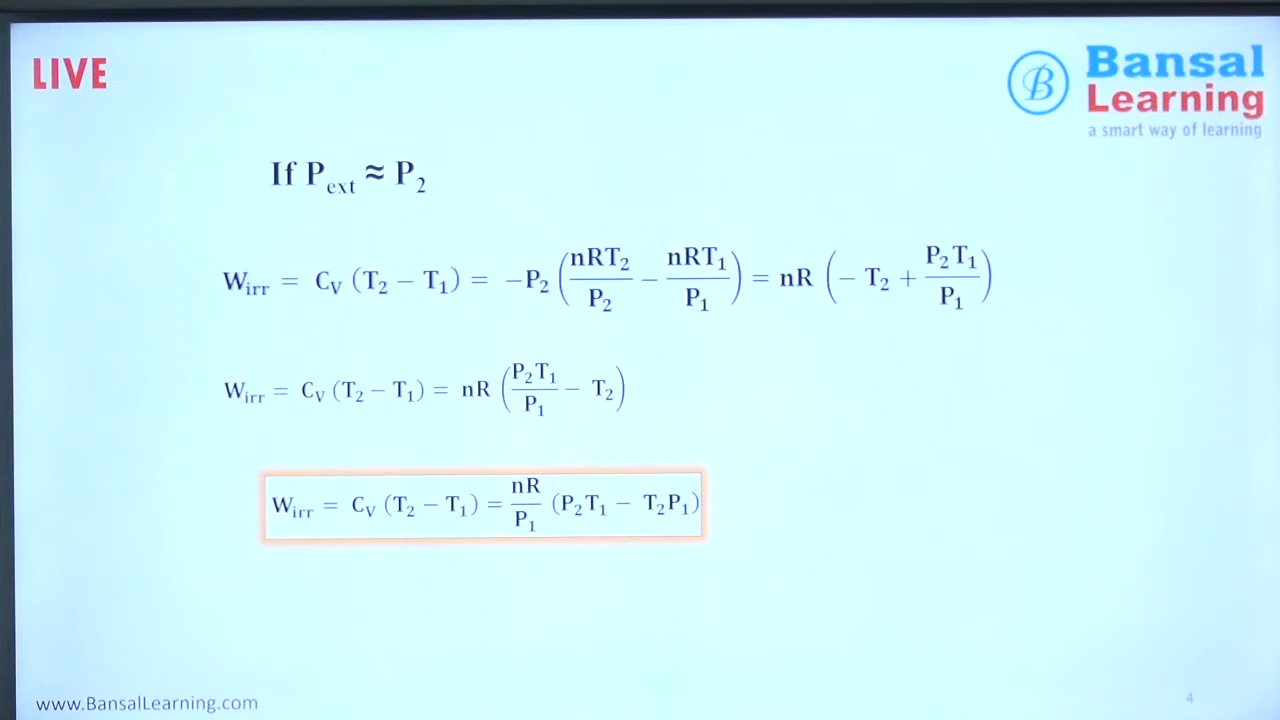 LIVE
Bansal
Learning
a smart way of learning
If P_ext ≈ P_2
W_irr = C_V (T_2 − T_1) = −P_2 (nRT_2/P_2 − nRT_1/P_1) = nR (− T_2 + P_2T_1/P_1)
W_irr = C_V (T_2 − T_1) = nR (P_2T_1/P_1 − T_2)
W_irr = C_V (T_2 − T_1) = nR/P_1 (P_2T_1 − T_2P_1)
www.BansalLearning.com
4